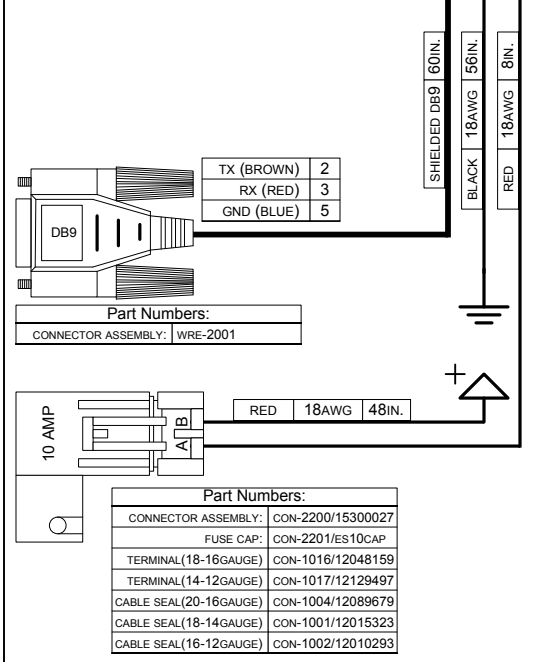 SHIELDED DB9 60IN.
BLACK 18AWG 56IN.
RED 18AWG 8IN.
TX (BROWN) 2
RX (RED) 3
GND (BLUE) 5
DB9
Part Numbers:
CONNECTOR ASSEMBLY: WRE-2001
+
10 AMP
A B
RED 18AWG 48IN.
Part Numbers:
CONNECTOR ASSEMBLY: CON-2200/15300027
FUSE CAP: CON-2201/ES10CAP
TERMINAL(18-16GAUGE) CON-1016/12048159
TERMINAL(14-12GAUGE) CON-1017/12129497
CABLE SEAL(20-16GAUGE) CON-1004/12089679
CABLE SEAL(18-14GAUGE) CON-1001/12015323
CABLE SEAL(16-12GAUGE) CON-1002/12010293